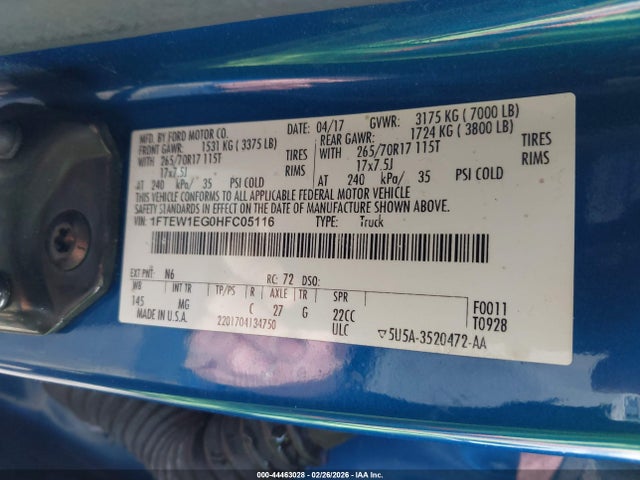 MFD. BY FORD MOTOR CO. DATE: 04/17 GVWR: 3175 KG ( 7000 LB)
FRONT GAWR: 1531 KG ( 3375 LB) REAR GAWR: 1724 KG ( 3800 LB)
WITH 265/70R17 115T TIRES WITH 265/70R17 115T TIRES
17x7.5J RIMS 17x7.5J RIMS
AT 240 kPa/ 35 PSI COLD AT 240 kPa/ 35 PSI COLD
THIS VEHICLE CONFORMS TO ALL APPLICABLE FEDERAL MOTOR VEHICLE
SAFETY STANDARDS IN EFFECT ON THE DATE OF MANUFACTURE SHOWN ABOVE.
VIN: 1FTEW1EG0HFC05116 TYPE: Truck
EXT PNT: N6 RC: 72 DSO:
WB INT TR TP/PS R AXLE TR SPR F0011
145 MG C 27 G 22CC T0928
MADE IN U.S.A. 2201704134750 ULC ▽5U5A-3520472-AA
000-44463028 - 02/26/2026 - IAA Inc.